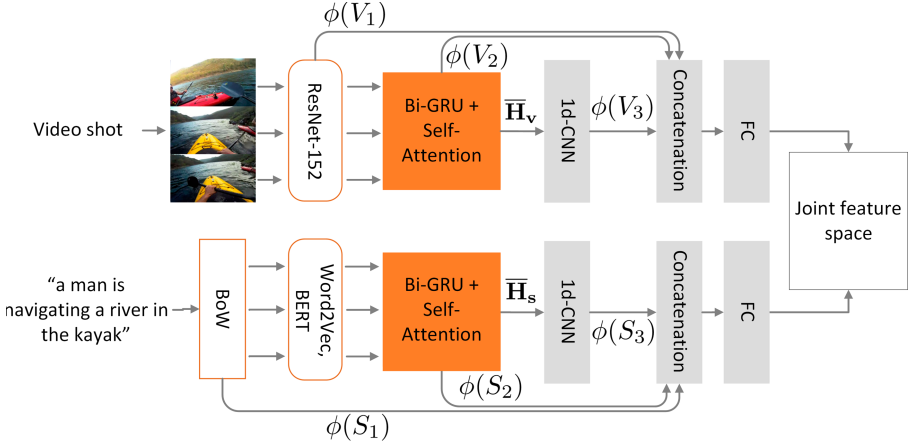 ϕ(V₁)
ϕ(V₂)
Video shot
ResNet-152
Bi-GRU +
Self-
Attention
H̅ᵥ
1d-CNN
ϕ(V₃)
Concatenation
FC
Joint feature
space
“a man is
navigating a river in
the kayak”
BoW
Word2Vec,
BERT
Bi-GRU +
Self-
Attention
H̅ₛ
1d-CNN
ϕ(S₃)
Concatenation
FC
ϕ(S₂)
ϕ(S₁)